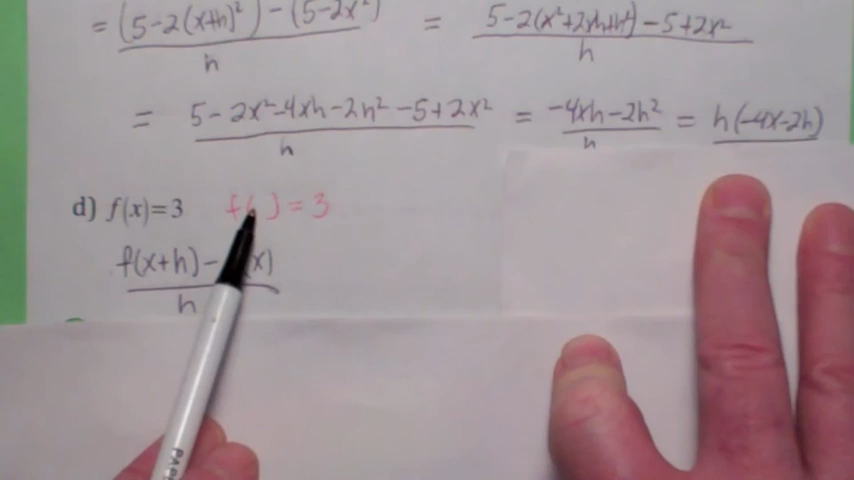 = (5-2(x+h)²) - (5-2x²) / h = 5-2(x²+2xh+h²) -5+2x² / h
= 5-2x²-4xh-2h²-5+2x² / h = -4xh-2h² / h = h(-4x-2h)
d) f(x)=3 f( ) = 3
f(x+h) - (x) / h